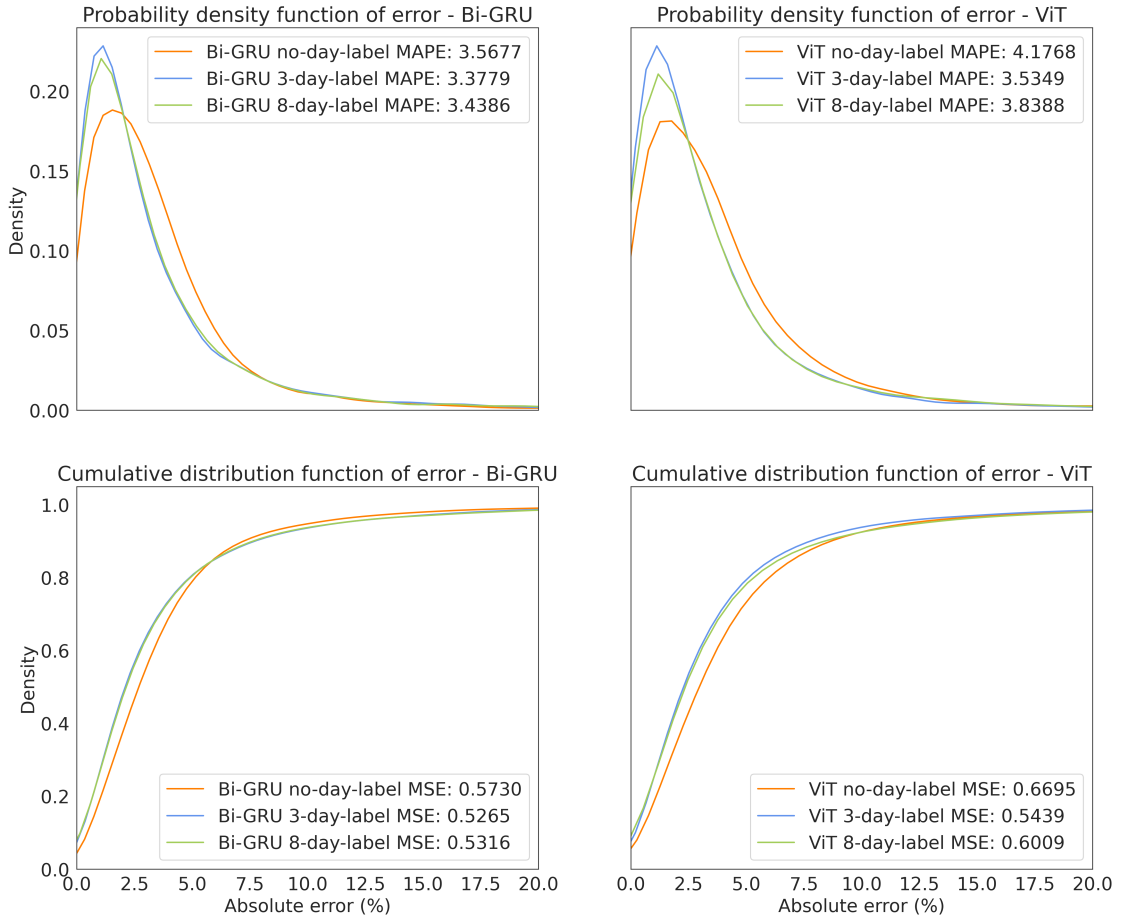 Probability density function of error - Bi-GRU
Bi-GRU no-day-label MAPE: 3.5677
Bi-GRU 3-day-label MAPE: 3.3779
Bi-GRU 8-day-label MAPE: 3.4386
0.20
0.15
0.10
0.05
0.00
Density
Probability density function of error - ViT
ViT no-day-label MAPE: 4.1768
ViT 3-day-label MAPE: 3.5349
ViT 8-day-label MAPE: 3.8388
Cumulative distribution function of error - Bi-GRU
1.0
0.8
0.6
0.4
0.2
0.0
Density
Bi-GRU no-day-label MSE: 0.5730
Bi-GRU 3-day-label MSE: 0.5265
Bi-GRU 8-day-label MSE: 0.5316
0.0 2.5 5.0 7.5 10.0 12.5 15.0 17.5 20.0
Absolute error (%)
Cumulative distribution function of error - ViT
ViT no-day-label MSE: 0.6695
ViT 3-day-label MSE: 0.5439
ViT 8-day-label MSE: 0.6009
0.0 2.5 5.0 7.5 10.0 12.5 15.0 17.5 20.0
Absolute error (%)